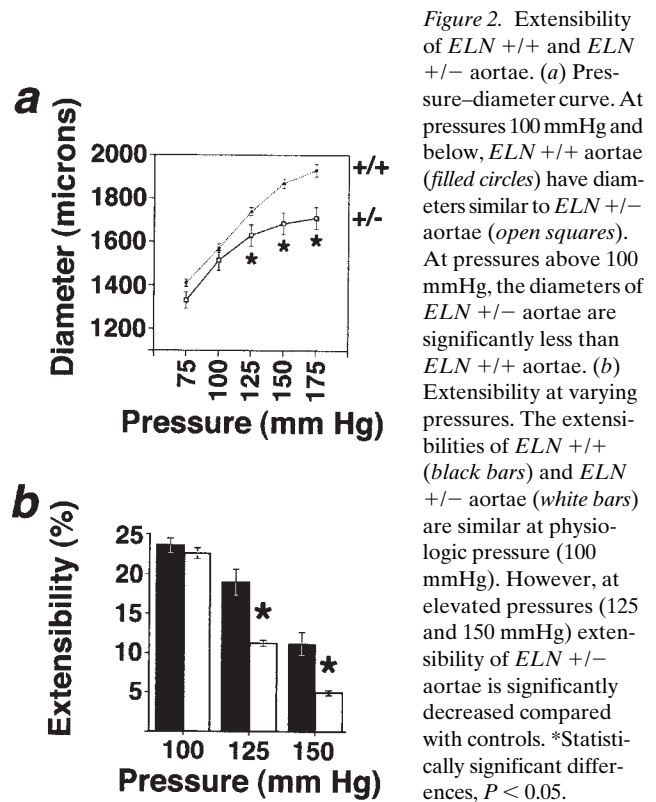 Figure 2. Extensibility
of ELN +/+ and ELN
+/− aortae. (a) Pres-
sure–diameter curve. At
pressures 100 mmHg and
below, ELN +/+ aortae
(filled circles) have diam-
eters similar to ELN +/−
aortae (open squares).
At pressures above 100
mmHg, the diameters of
ELN +/− aortae are
significantly less than
ELN +/+ aortae. (b)
Extensibility at varying
pressures. The extensi-
bilities of ELN +/+
(black bars) and ELN
+/− aortae (white bars)
are similar at physio-
logic pressure (100
mmHg). However, at
elevated pressures (125
and 150 mmHg) exten-
sibility of ELN +/−
aortae is significantly
decreased compared
with controls. *Statisti-
cally significant differ-
ences, P < 0.05.
a
Diameter (microns)
2000
1800
1600
1400
1200
+/+
+/-
* * *
75 100 125 150 175
Pressure (mm Hg)
b
Extensibility (%)
25
20
15
10
5
* *
100 125 150
Pressure (mm Hg)